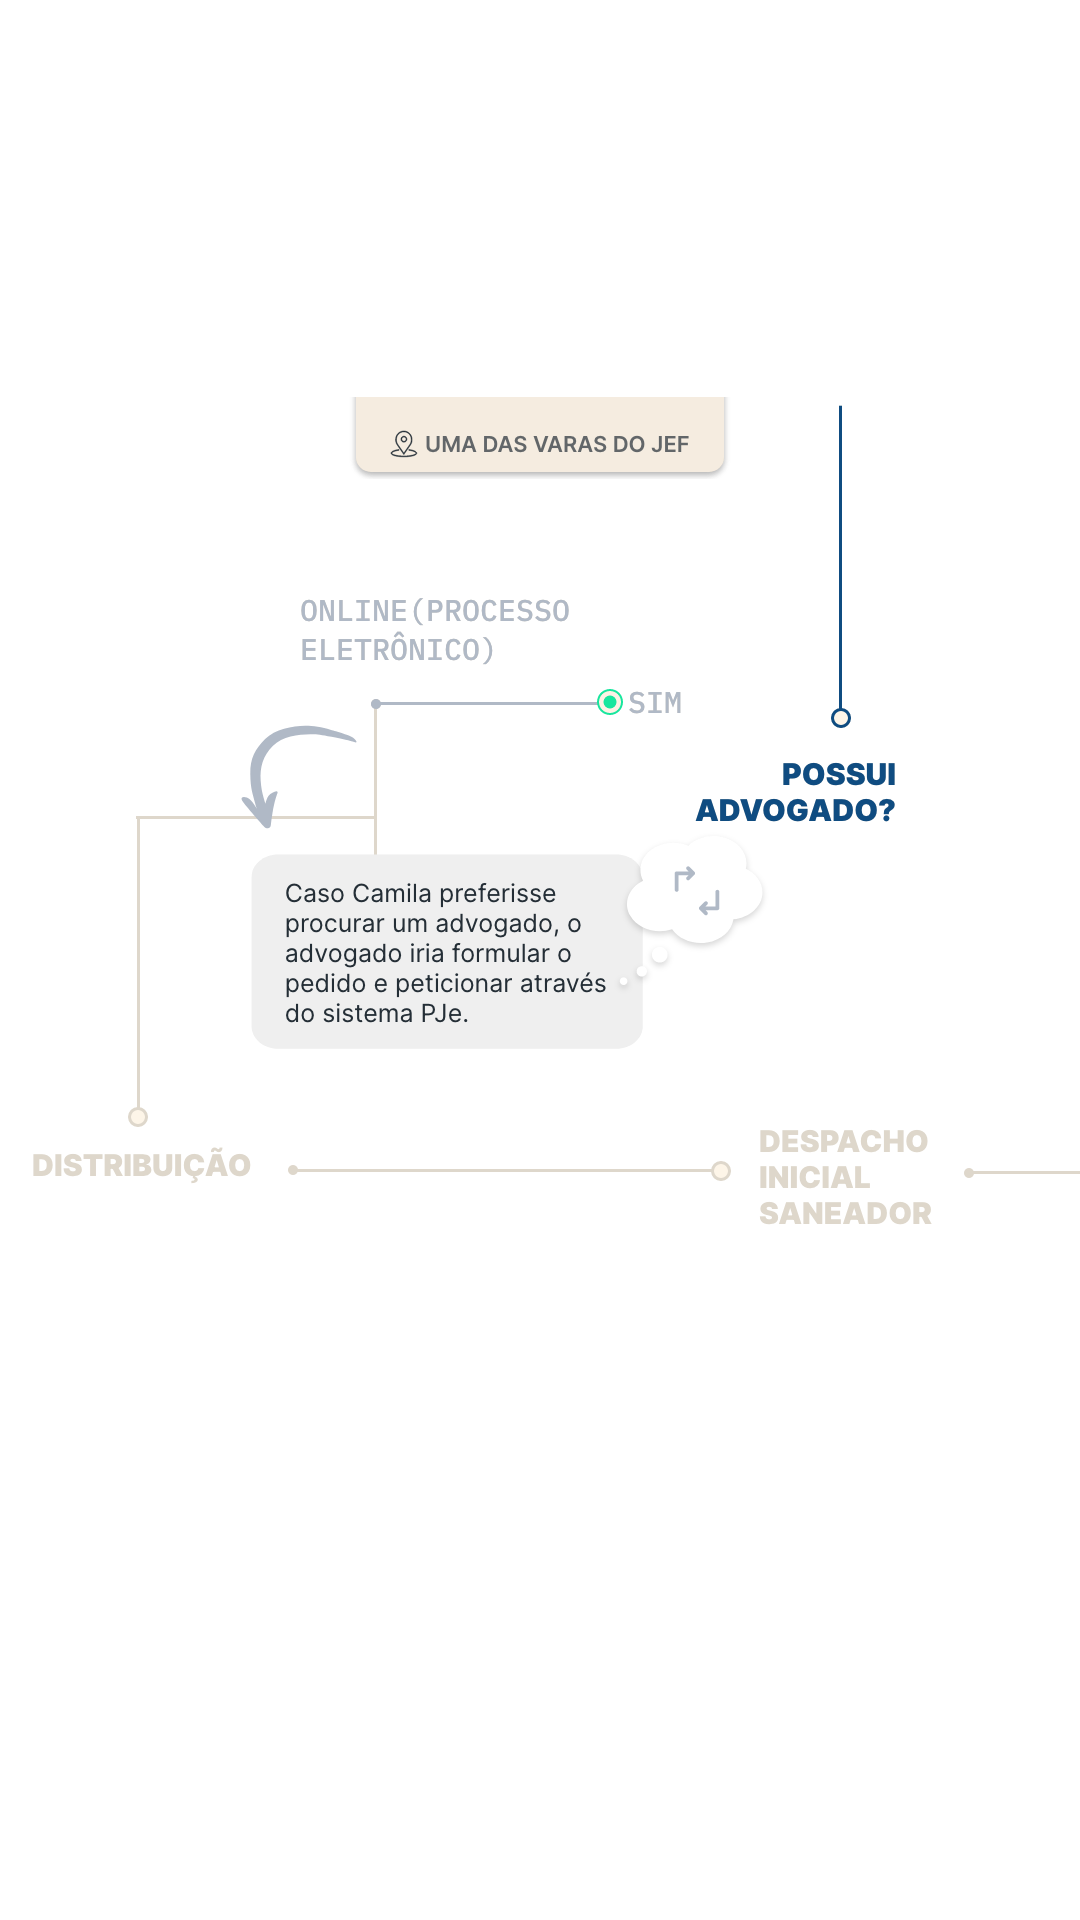 UMA DAS VARAS DO JEF
ONLINE(PROCESSO
ELETRÔNICO)
SIM
POSSUI
ADVOGADO?
Caso Camila preferisse
procurar um advogado, o
advogado iria formular o
pedido e peticionar através
do sistema PJe.
DISTRIBUIÇÃO
DESPACHO
INICIAL
SANEADOR